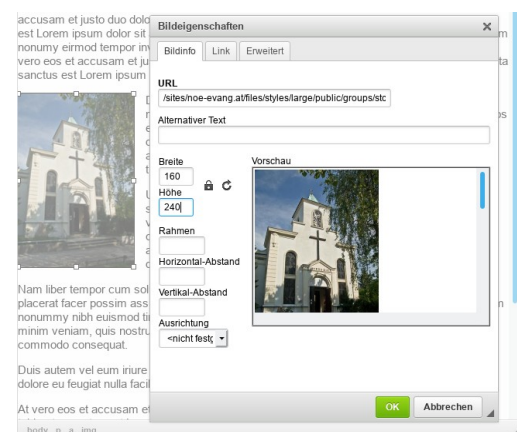 accusam et justo duo dolo
est Lorem ipsum dolor sit
nonumy eirmod tempor inv
vero eos et accusam et ju
sanctus est Lorem ipsum
Bildeigenschaften
Bildinfo Link Erweitert
URL
/sites/noe-evang.at/files/styles/large/public/groups/stc
Alternativer Text
Breite
160
Höhe
240
Vorschau
Rahmen
Horizontal-Abstand
Vertikal-Abstand
Ausrichtung
<nicht festg
OK Abbrechen
Nam liber tempor cum sol
placerat facer possim ass
nonummy nibh euismod tin
minim veniam, quis nostru
commodo consequat.
Duis autem vel eum iriure
dolore eu feugiat nulla facil
At vero eos et accusam et
body p a img